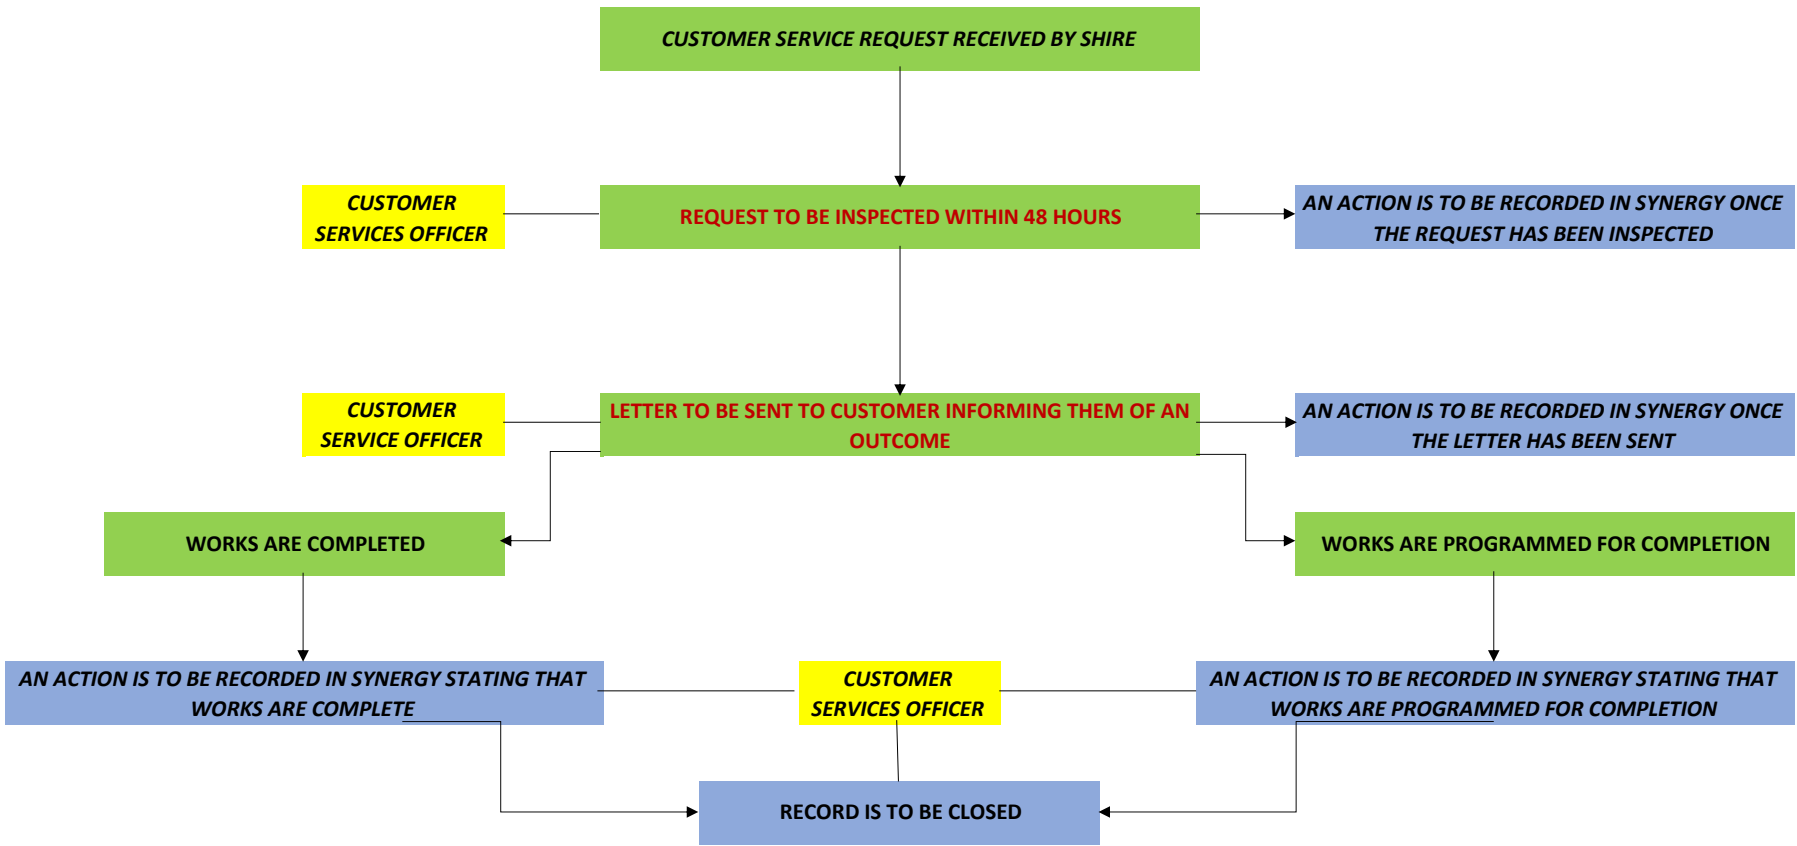 CUSTOMER SERVICE REQUEST RECEIVED BY SHIRE
CUSTOMER
SERVICES OFFICER
REQUEST TO BE INSPECTED WITHIN 48 HOURS
AN ACTION IS TO BE RECORDED IN SYNERGY ONCE
THE REQUEST HAS BEEN INSPECTED
CUSTOMER
SERVICE OFFICER
LETTER TO BE SENT TO CUSTOMER INFORMING THEM OF AN
OUTCOME
AN ACTION IS TO BE RECORDED IN SYNERGY ONCE
THE LETTER HAS BEEN SENT
WORKS ARE COMPLETED
WORKS ARE PROGRAMMED FOR COMPLETION
AN ACTION IS TO BE RECORDED IN SYNERGY STATING THAT
WORKS ARE COMPLETE
CUSTOMER
SERVICES OFFICER
AN ACTION IS TO BE RECORDED IN SYNERGY STATING THAT
WORKS ARE PROGRAMMED FOR COMPLETION
RECORD IS TO BE CLOSED